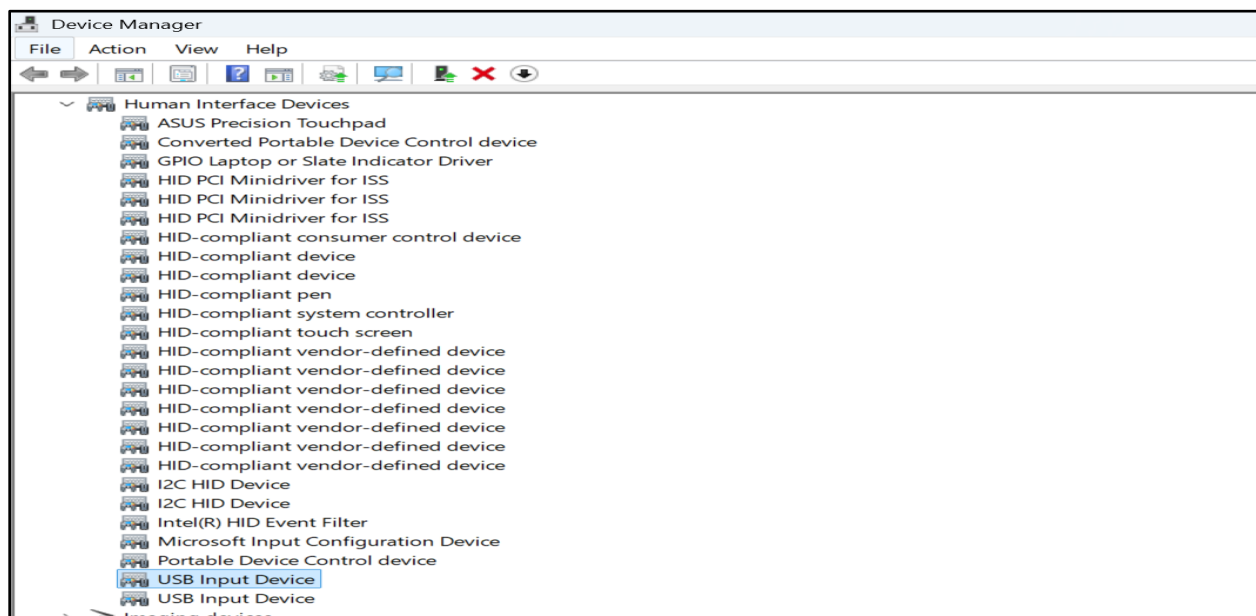 Device Manager
File Action View Help
Human Interface Devices
ASUS Precision Touchpad
Converted Portable Device Control device
GPIO Laptop or Slate Indicator Driver
HID PCI Minidriver for ISS
HID PCI Minidriver for ISS
HID PCI Minidriver for ISS
HID-compliant consumer control device
HID-compliant device
HID-compliant device
HID-compliant pen
HID-compliant system controller
HID-compliant touch screen
HID-compliant vendor-defined device
HID-compliant vendor-defined device
HID-compliant vendor-defined device
HID-compliant vendor-defined device
HID-compliant vendor-defined device
HID-compliant vendor-defined device
HID-compliant vendor-defined device
I2C HID Device
I2C HID Device
Intel(R) HID Event Filter
Microsoft Input Configuration Device
Portable Device Control device
USB Input Device
USB Input Device
Imaging devices